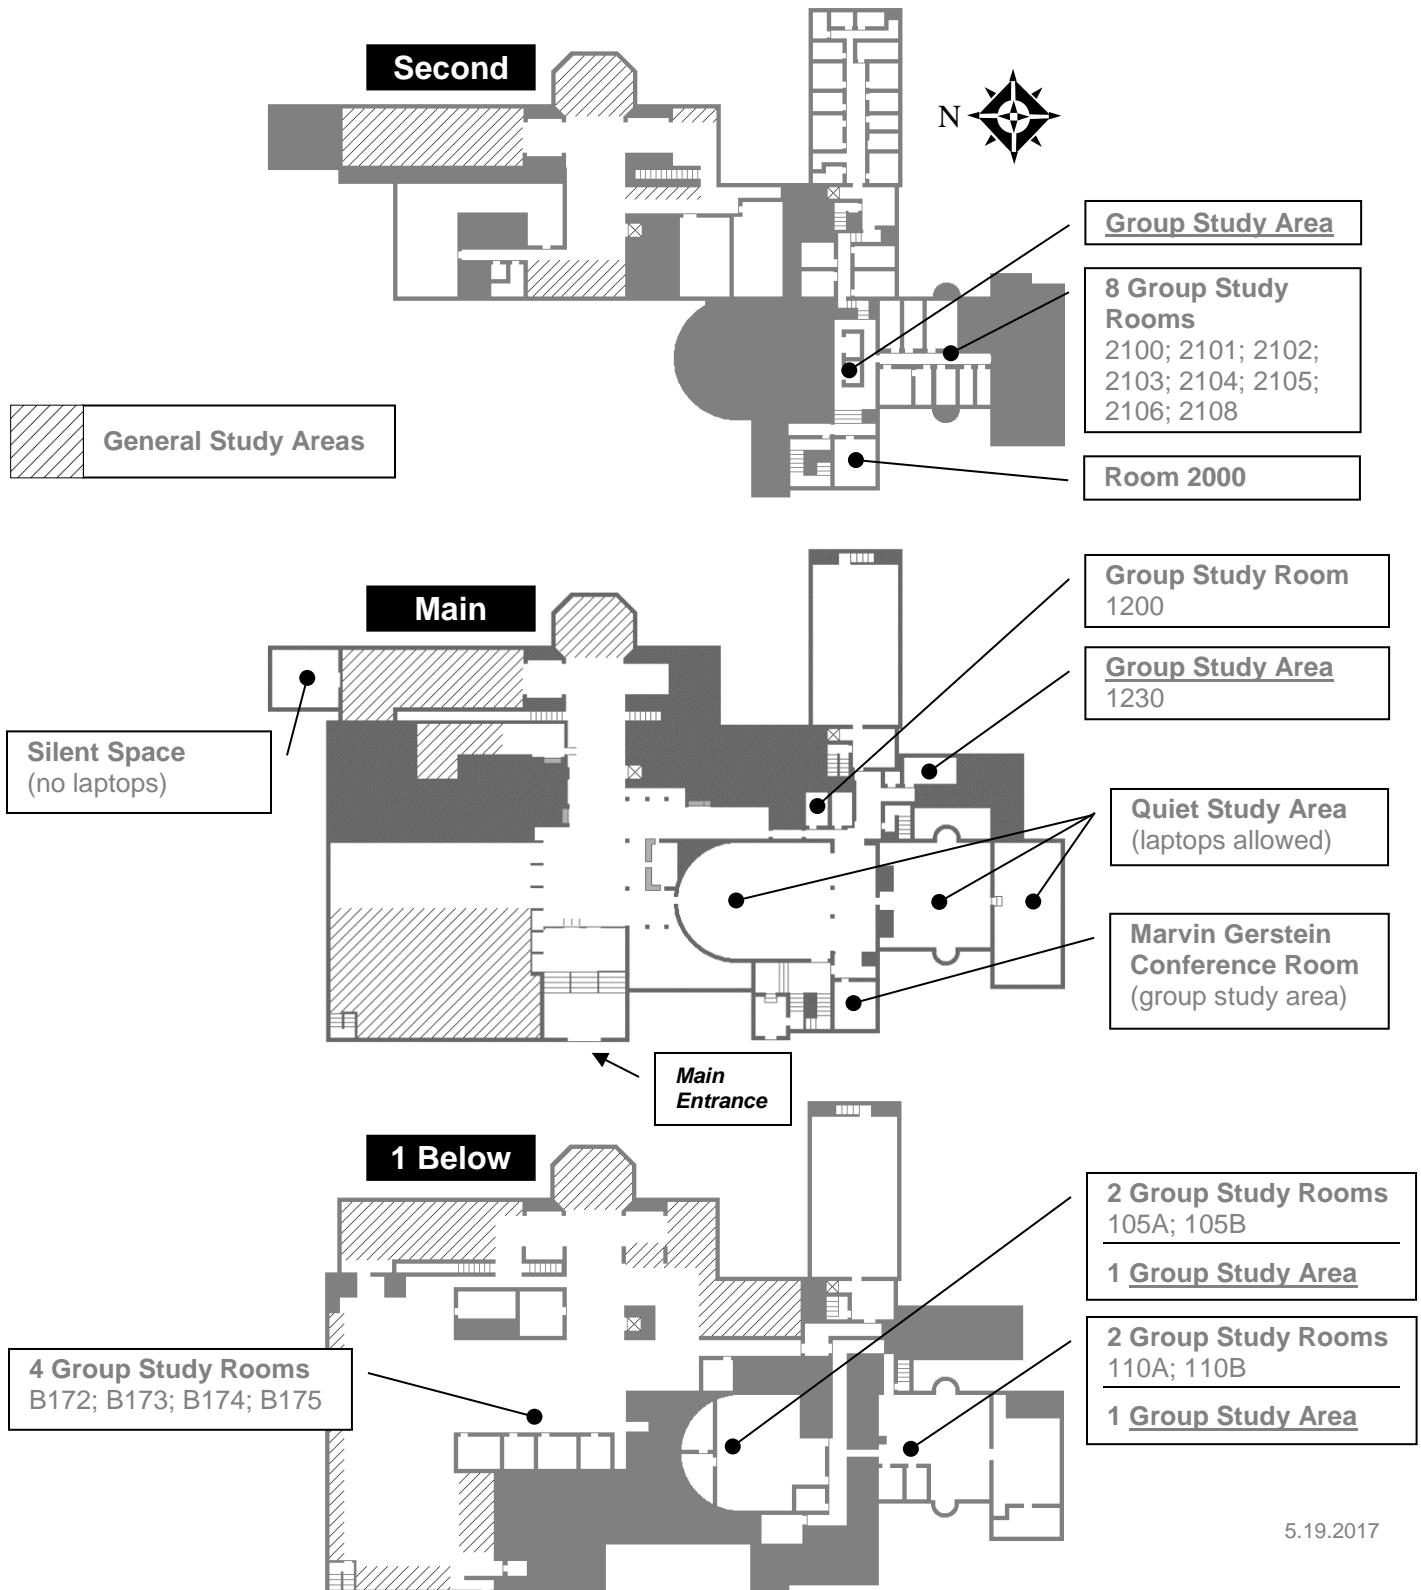 Second
N
Group Study Area
8 Group Study
Rooms
2100; 2101; 2102;
2103; 2104; 2105;
2106; 2108
General Study Areas
Room 2000
Main
Group Study Room
1200
Group Study Area
1230
Silent Space
(no laptops)
Quiet Study Area
(laptops allowed)
Marvin Gerstein
Conference Room
(group study area)
Main
Entrance
1 Below
2 Group Study Rooms
105A; 105B
1 Group Study Area
2 Group Study Rooms
110A; 110B
1 Group Study Area
4 Group Study Rooms
B172; B173; B174; B175
5.19.2017